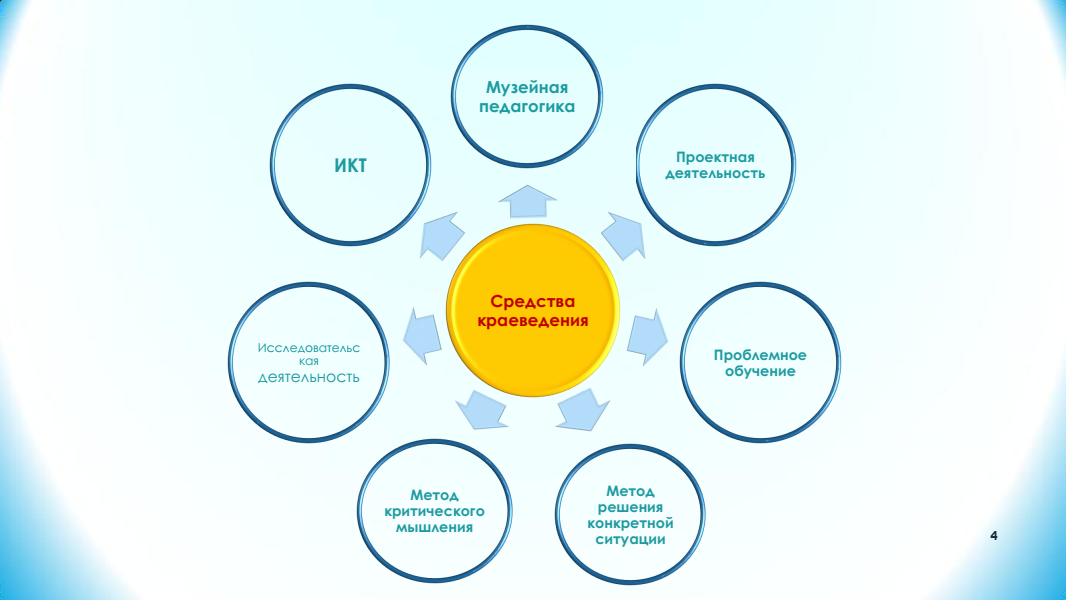 Музейная
педагогика
ИКТ
Проектная
деятельность
Средства
краеведения
Исследовательс
кая
деятельность
Проблемное
обучение
Метод
критического
мышления
Метод
решения
конкретной
ситуации
4